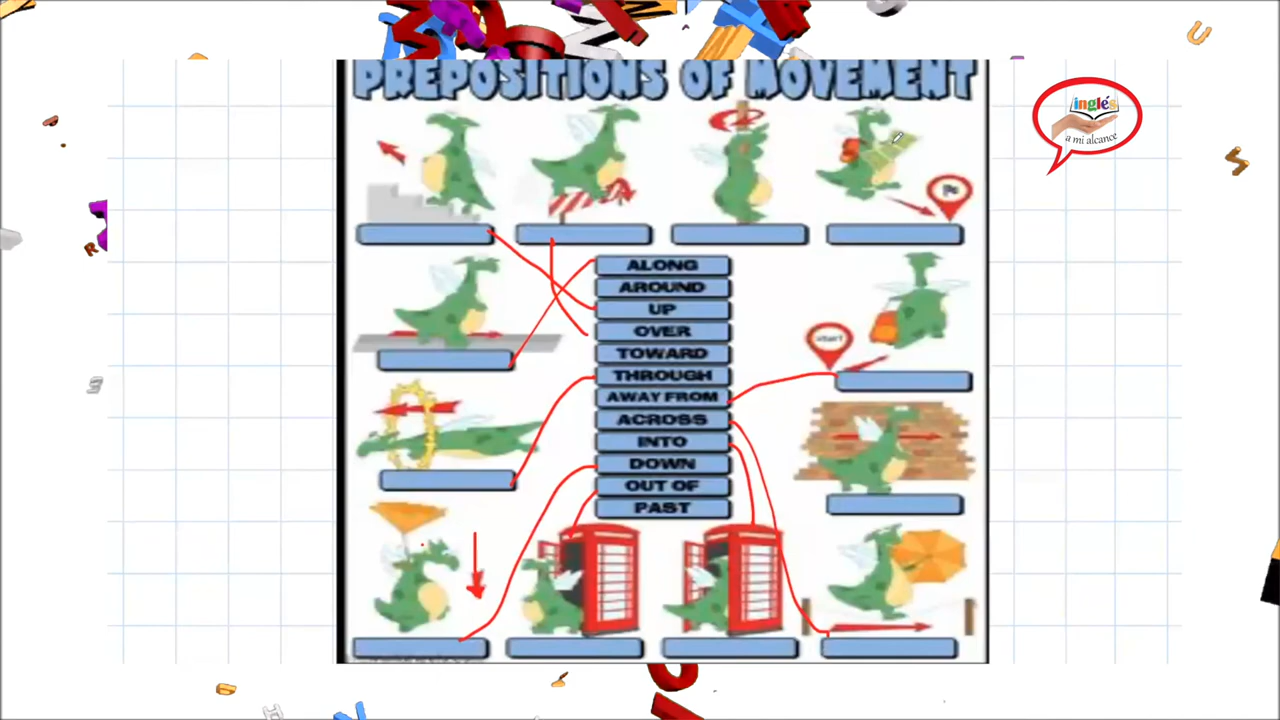 PREPOSITIONS OF MOVEMENT
inglés
a mi alcance
ALONG
AROUND
UP
OVER
TOWARD
THROUGH
AWAY FROM
ACROSS
INTO
DOWN
OUT OF
PAST
start